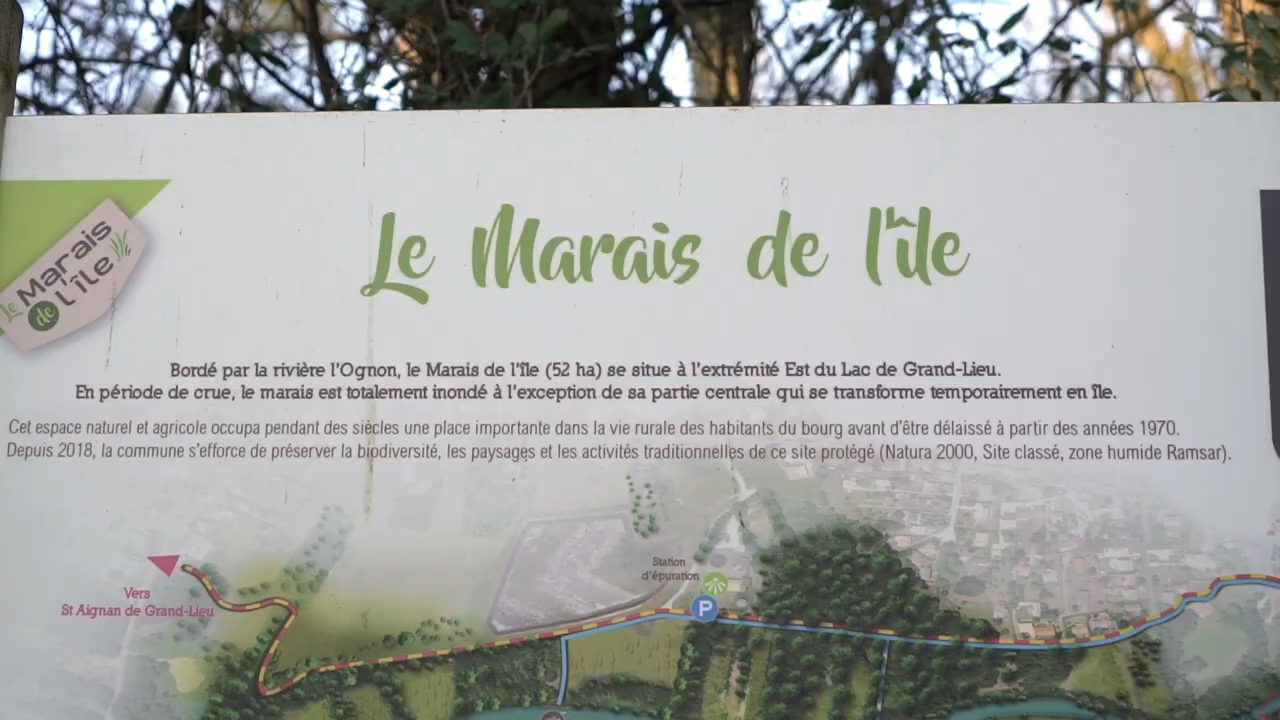 Le Marais de l'île
Le
Marais
de l'île
Bordé par la rivière l'Ognon, le Marais de l'île (52 ha) se situe à l'extrémité Est du Lac de Grand-Lieu.
En période de crue, le marais est totalement inondé à l'exception de sa partie centrale qui se transforme temporairement en île.
Cet espace naturel et agricole occupa pendant des siècles une place importante dans la vie rurale des habitants du bourg avant d'être délaissé à partir des années 1970.
Depuis 2018, la commune s'efforce de préserver la biodiversité, les paysages et les activités traditionnelles de ce site protégé (Natura 2000, Site classé, zone humide Ramsar).
Station
d'épuration
P
Vers
St Aignan de Grand-Lieu